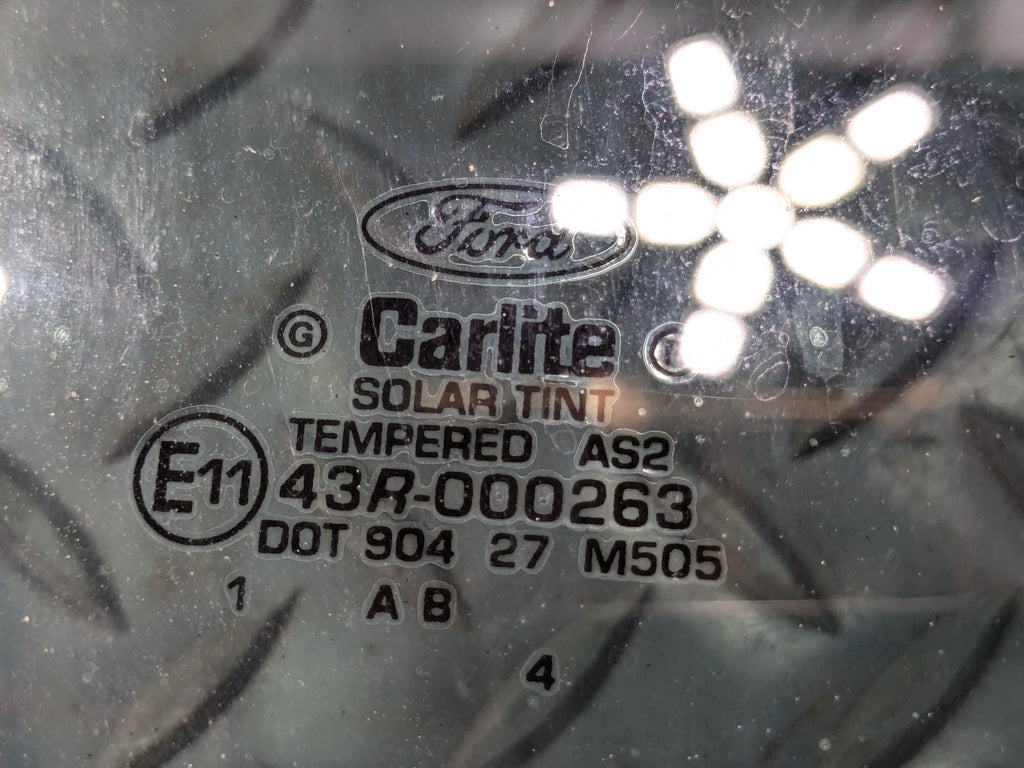 Ford
G Carlite
SOLAR TINT
TEMPERED AS2
E11 43R-000263
DOT 904 27 M505
1 A B
4